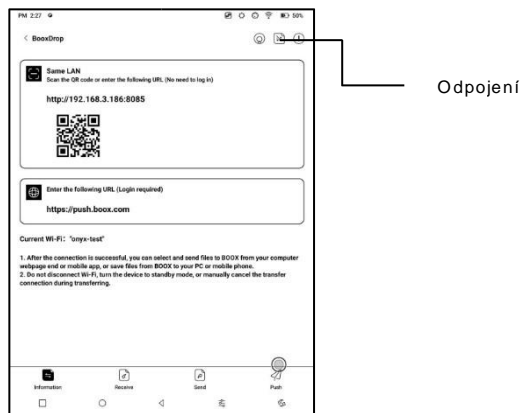 PM 2:27
50%
BooxDrop
Odpojení
Same LAN
Scan the QR code or enter the following URL (No need to log in)
http://192.168.3.186:8085
Enter the following URL (Login required)
https://push.boox.com
Current Wi-Fi: "onyx-test"
1. After the connection is successful, you can select and send files to BOOX from your computer
webpage end or mobile app, or save files from BOOX to your PC or mobile phone.
2. Do not disconnect Wi-Fi, turn the device to standby mode, or manually cancel the transfer
connection during transferring.
Information
Receive
Send
Push